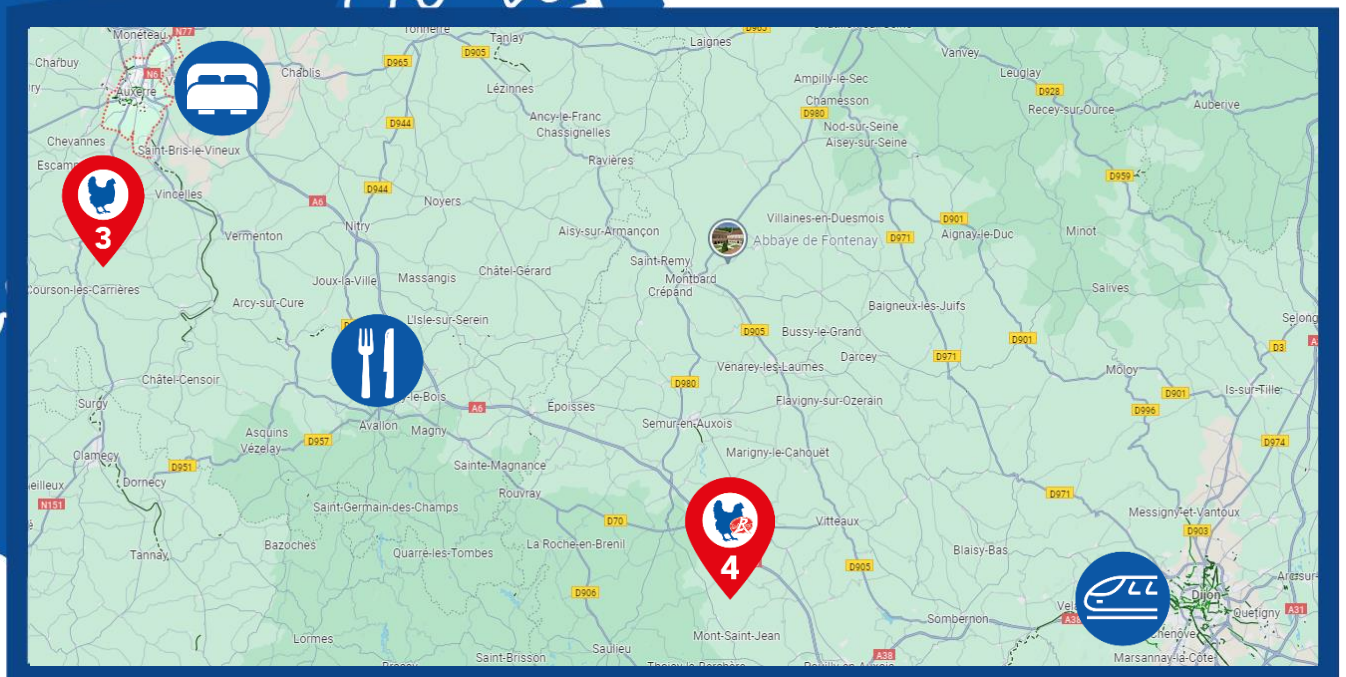 Monéteau
N77
Tonnerre
Tanlay
D905
Laignes
D965
Vanvey
Charbuy
N6
Chablis
Lézinnes
Ampilly-le-Sec
Leuglay
D928
Auxerre
Chamesson
D980
Recey-sur-Ource
Auberive
Ancy-le-Franc
Chassignelles
D944
Nod-sur-Seine
Aisey-sur-Seine
Chevannes
Saint-Bris-le-Vineux
Ravières
D959
D944
Vincelles
A6
Noyers
3
Nitry
Vermenton
Aisy-sur-Armançon
Villaines-en-Duesmois
D901
Abbaye de Fontenay
D971
Aignay-le-Duc
Minot
Saint-Remy
Montbard
Crépand
Joux-la-Ville
Massangis
Châtel-Gérard
Courson-les-Carrières
Arcy-sur-Cure
Salives
Baigneux-les-Juifs
L'Isle-sur-Serein
D905
Bussy-le-Grand
D901
D3
Darcey
D971
Venarey-les-Laumes
Moloy
Châtel-Censoir
D980
D901
Is-sur-Tille
Surgy
A6
Époisses
Flavigny-sur-Ozerain
D996
Avallon
Magny
Semur-en-Auxois
Asquins
Vézelay
D957
D974
Marigny-le-Cahouët
Clamecy
D951
Sainte-Magnance
Dornecy
Rouvray
D971
N151
Saint-Germain-des-Champs
Messigny-et-Vantoux
D70
Vitteaux
D903
Bazoches
Quarré-les-Tombes
La Roche-en-Brenil
Blaisy-Bas
Tannay
4
D905
D906
Dijon
Quetigny
A31
Sombernon
A38
Lormes
Mont-Saint-Jean
Saulieu
Saint-Brisson
A38
Marsannay-la-Côte